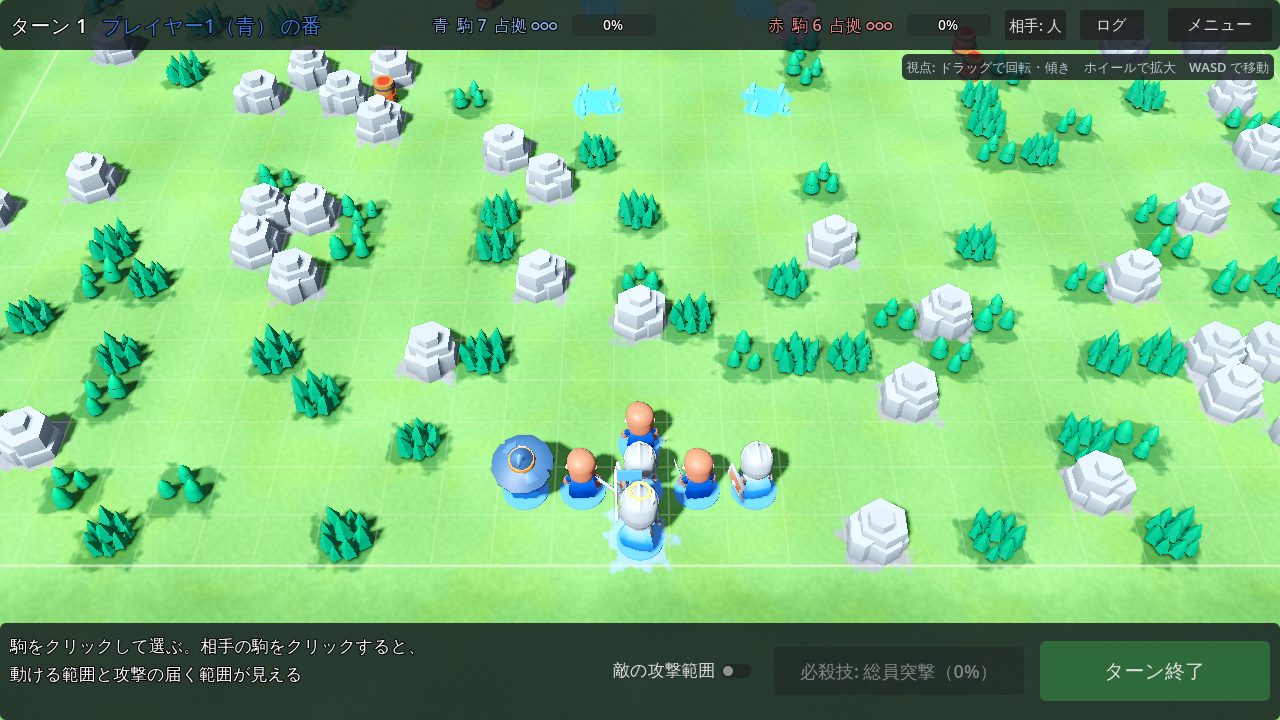 ターン 1 プレイヤー1（青）の番 青 駒 7 占拠 ○○○ 0% 赤 駒 6 占拠 ○○○ 0% 相手: 人 ログ メニュー
視点: ドラッグで回転・傾き ホイールで拡大 WASD で移動
駒をクリックして選ぶ。相手の駒をクリックすると、
動ける範囲と攻撃の届く範囲が見える
敵の攻撃範囲 必殺技: 総員突撃（0%） ターン終了